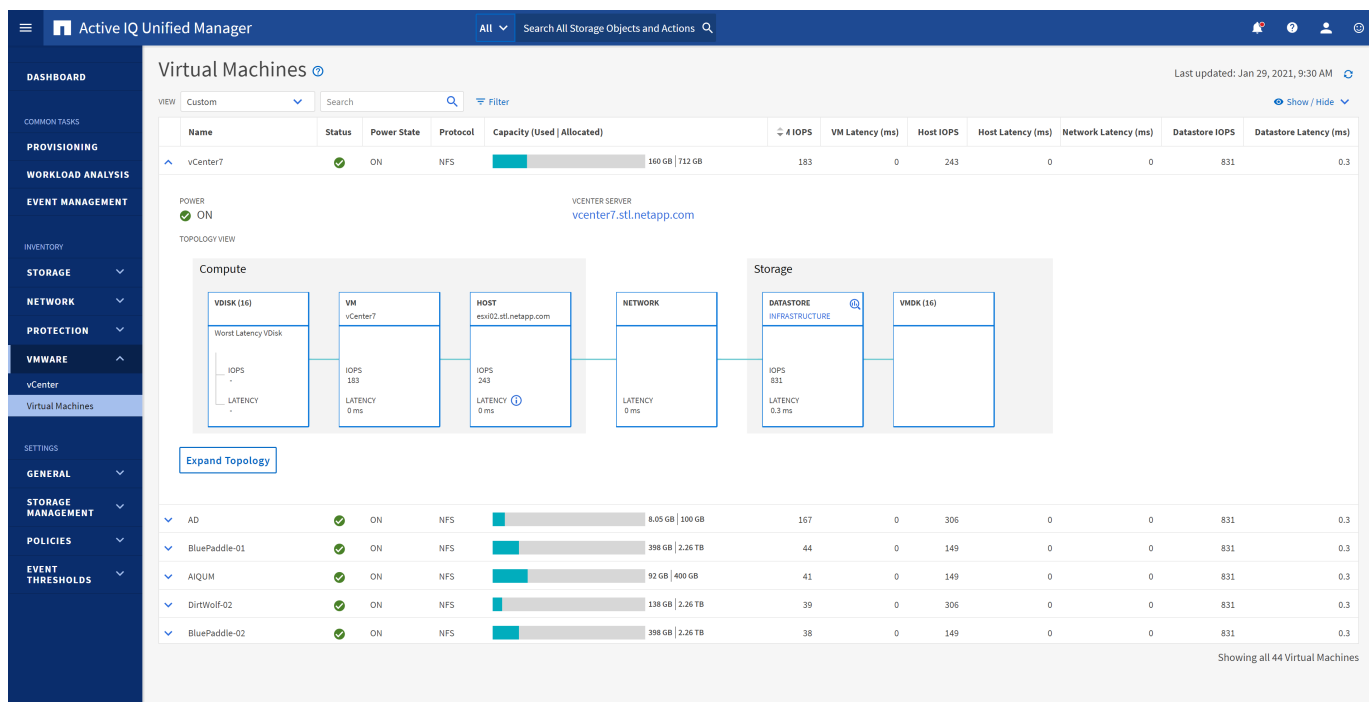 Active IQ Unified Manager
All
Search All Storage Objects and Actions
DASHBOARD
COMMON TASKS
PROVISIONING
WORKLOAD ANALYSIS
EVENT MANAGEMENT
INVENTORY
STORAGE
NETWORK
PROTECTION
VMWARE
vCenter
Virtual Machines
SETTINGS
GENERAL
STORAGE
MANAGEMENT
POLICIES
EVENT
THRESHOLDS
Virtual Machines
Last updated: Jan 29, 2021, 9:30 AM
VIEW Custom Search Filter Show / Hide
Name Status Power State Protocol Capacity (Used | Allocated) 4 IOPS VM Latency (ms) Host IOPS Host Latency (ms) Network Latency (ms) Datastore IOPS Datastore Latency (ms)
vCenter7 ON NFS 160 GB | 712 GB 183 0 243 0 0 831 0.3
POWER
ON
VCENTER SERVER
vcenter7.stl.netapp.com
TOPOLOGY VIEW
Compute
VDISK (16)
Worst Latency VDisk
IOPS
-
LATENCY
-
VM
vCenter7
IOPS
183
LATENCY
0 ms
HOST
esxi02.stl.netapp.com
IOPS
243
LATENCY
0 ms
NETWORK
LATENCY
0 ms
Storage
DATASTORE
INFRASTRUCTURE
IOPS
831
LATENCY
0.3 ms
VMDK (16)
Expand Topology
AD ON NFS 8.05 GB | 100 GB 167 0 306 0 0 831 0.3
BluePaddle-01 ON NFS 398 GB | 2.26 TB 44 0 149 0 0 831 0.3
AIQUM ON NFS 92 GB | 400 GB 41 0 149 0 0 831 0.3
DirtWolf-02 ON NFS 138 GB | 2.26 TB 39 0 306 0 0 831 0.3
BluePaddle-02 ON NFS 398 GB | 2.26 TB 38 0 149 0 0 831 0.3
Showing all 44 Virtual Machines